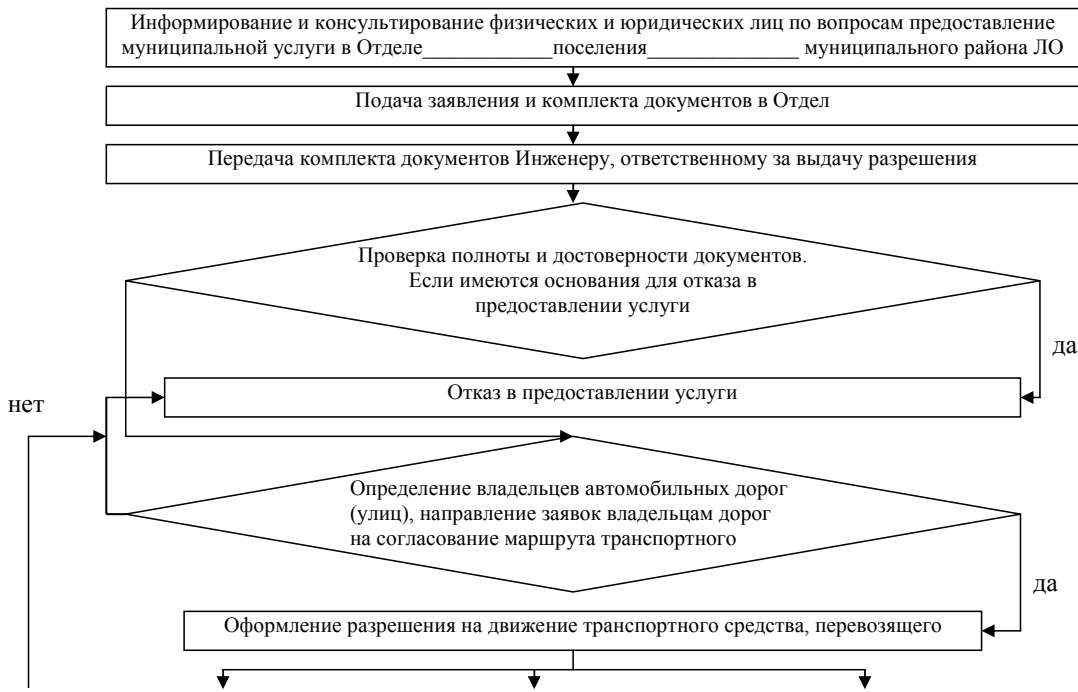 Информирование и консультирование физических и юридических лиц по вопросам предоставление
муниципальной услуги в Отделе____________поселения______________ муниципального района ЛО
Подача заявления и комплекта документов в Отдел
Передача комплекта документов Инженеру, ответственному за выдачу разрешения
Проверка полноты и достоверности документов.
Если имеются основания для отказа в
предоставлении услуги
да
Отказ в предоставлении услуги
нет
Определение владельцев автомобильных дорог
(улиц), направление заявок владельцам дорог
на согласование маршрута транспортного
да
Оформление разрешения на движение транспортного средства, перевозящего